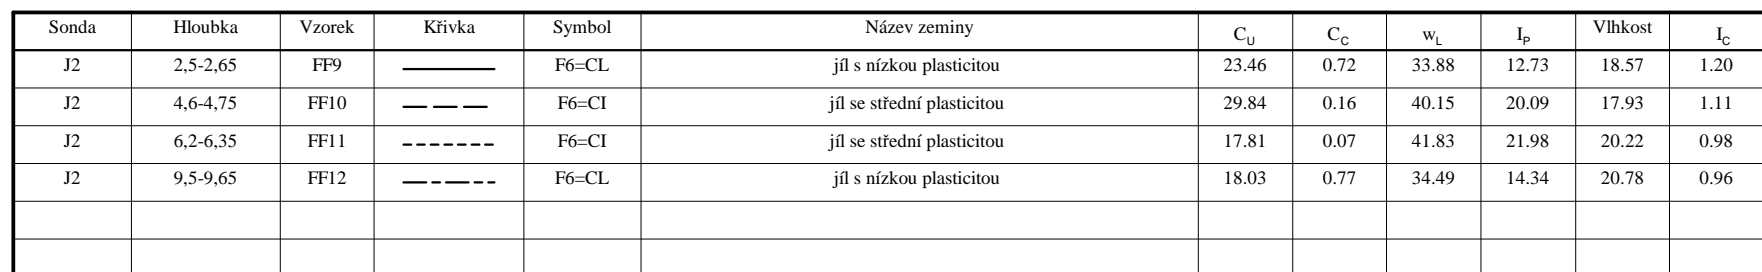 Sonda Hloubka Vzorek Křivka Symbol Název zeminy C_U C_C w_L I_P Vlhkost I_C
J2 2,5-2,65 FF9 F6=CL jíl s nízkou plasticitou 23.46 0.72 33.88 12.73 18.57 1.20
J2 4,6-4,75 FF10 F6=CI jíl se střední plasticitou 29.84 0.16 40.15 20.09 17.93 1.11
J2 6,2-6,35 FF11 F6=CI jíl se střední plasticitou 17.81 0.07 41.83 21.98 20.22 0.98
J2 9,5-9,65 FF12 F6=CL jíl s nízkou plasticitou 18.03 0.77 34.49 14.34 20.78 0.96